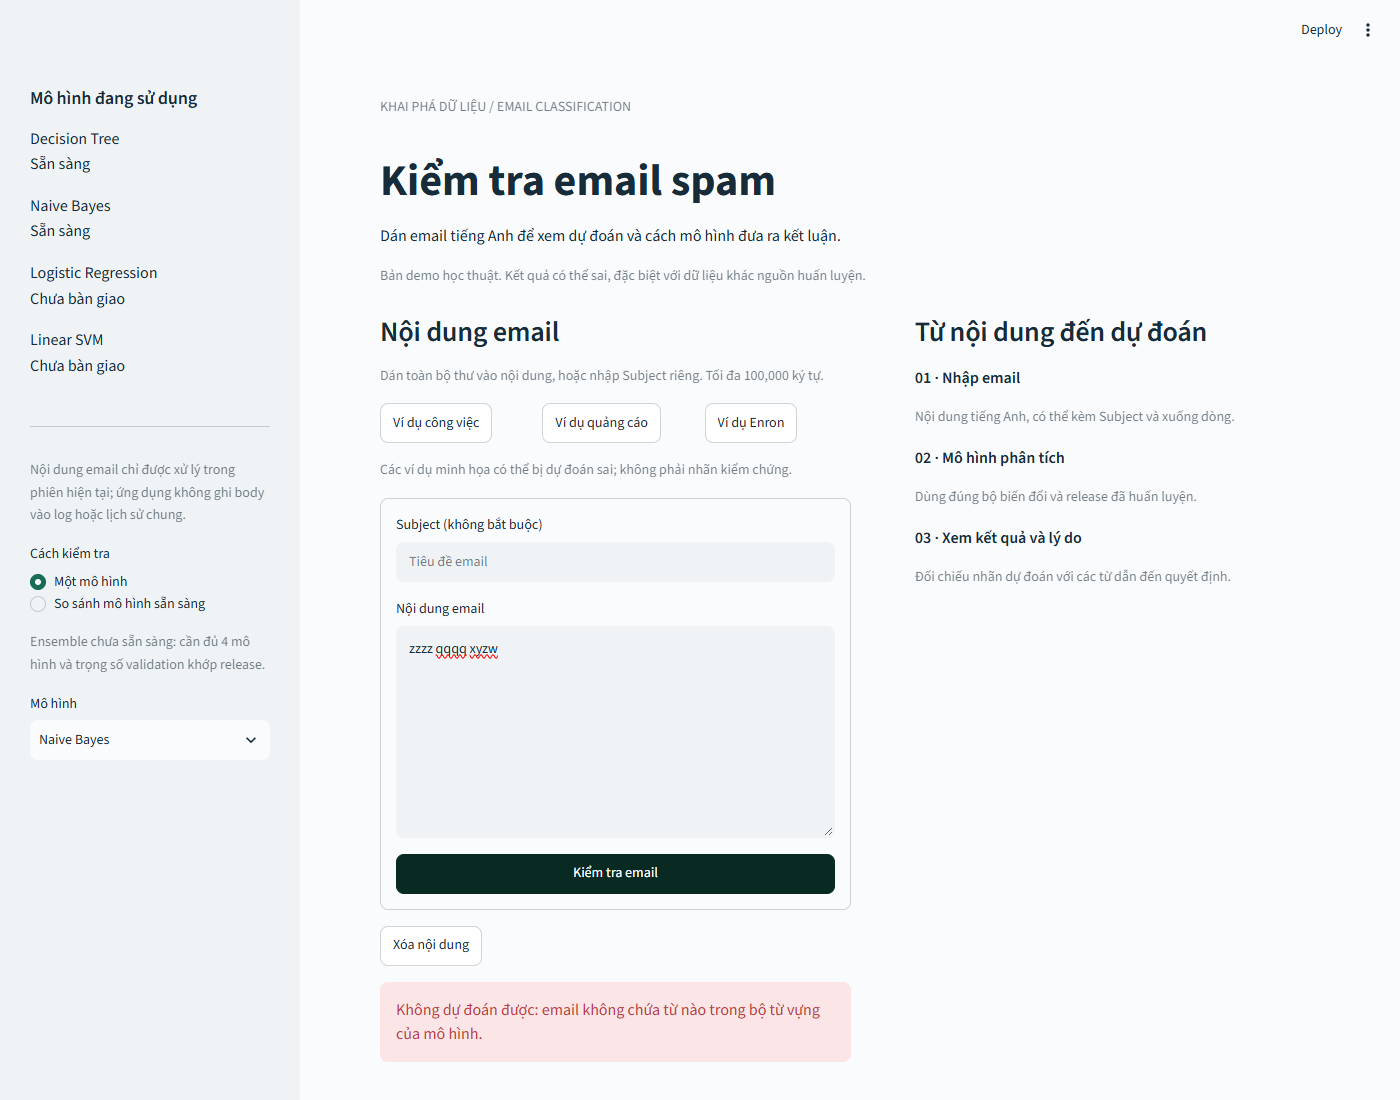 Deploy
Mô hình đang sử dụng
Decision Tree
Sẵn sàng
Naive Bayes
Sẵn sàng
Logistic Regression
Chưa bàn giao
Linear SVM
Chưa bàn giao
Nội dung email chỉ được xử lý trong
phiên hiện tại; ứng dụng không ghi body
vào log hoặc lịch sử chung.
Cách kiểm tra
Một mô hình
So sánh mô hình sẵn sàng
Ensemble chưa sẵn sàng: cần đủ 4 mô
hình và trọng số validation khớp release.
Mô hình
Naive Bayes
KHAI PHÁ DỮ LIỆU / EMAIL CLASSIFICATION
Kiểm tra email spam
Dán email tiếng Anh để xem dự đoán và cách mô hình đưa ra kết luận.
Bản demo học thuật. Kết quả có thể sai, đặc biệt với dữ liệu khác nguồn huấn luyện.
Nội dung email
Dán toàn bộ thư vào nội dung, hoặc nhập Subject riêng. Tối đa 100,000 ký tự.
Ví dụ công việc
Ví dụ quảng cáo
Ví dụ Enron
Các ví dụ minh họa có thể bị dự đoán sai; không phải nhãn kiểm chứng.
Subject (không bắt buộc)
Tiêu đề email
Nội dung email
zzzz qqqq xyzw
Kiểm tra email
Xóa nội dung
Không dự đoán được: email không chứa từ nào trong bộ từ vựng
của mô hình.
Từ nội dung đến dự đoán
01 · Nhập email
Nội dung tiếng Anh, có thể kèm Subject và xuống dòng.
02 · Mô hình phân tích
Dùng đúng bộ biến đổi và release đã huấn luyện.
03 · Xem kết quả và lý do
Đối chiếu nhãn dự đoán với các từ dẫn đến quyết định.